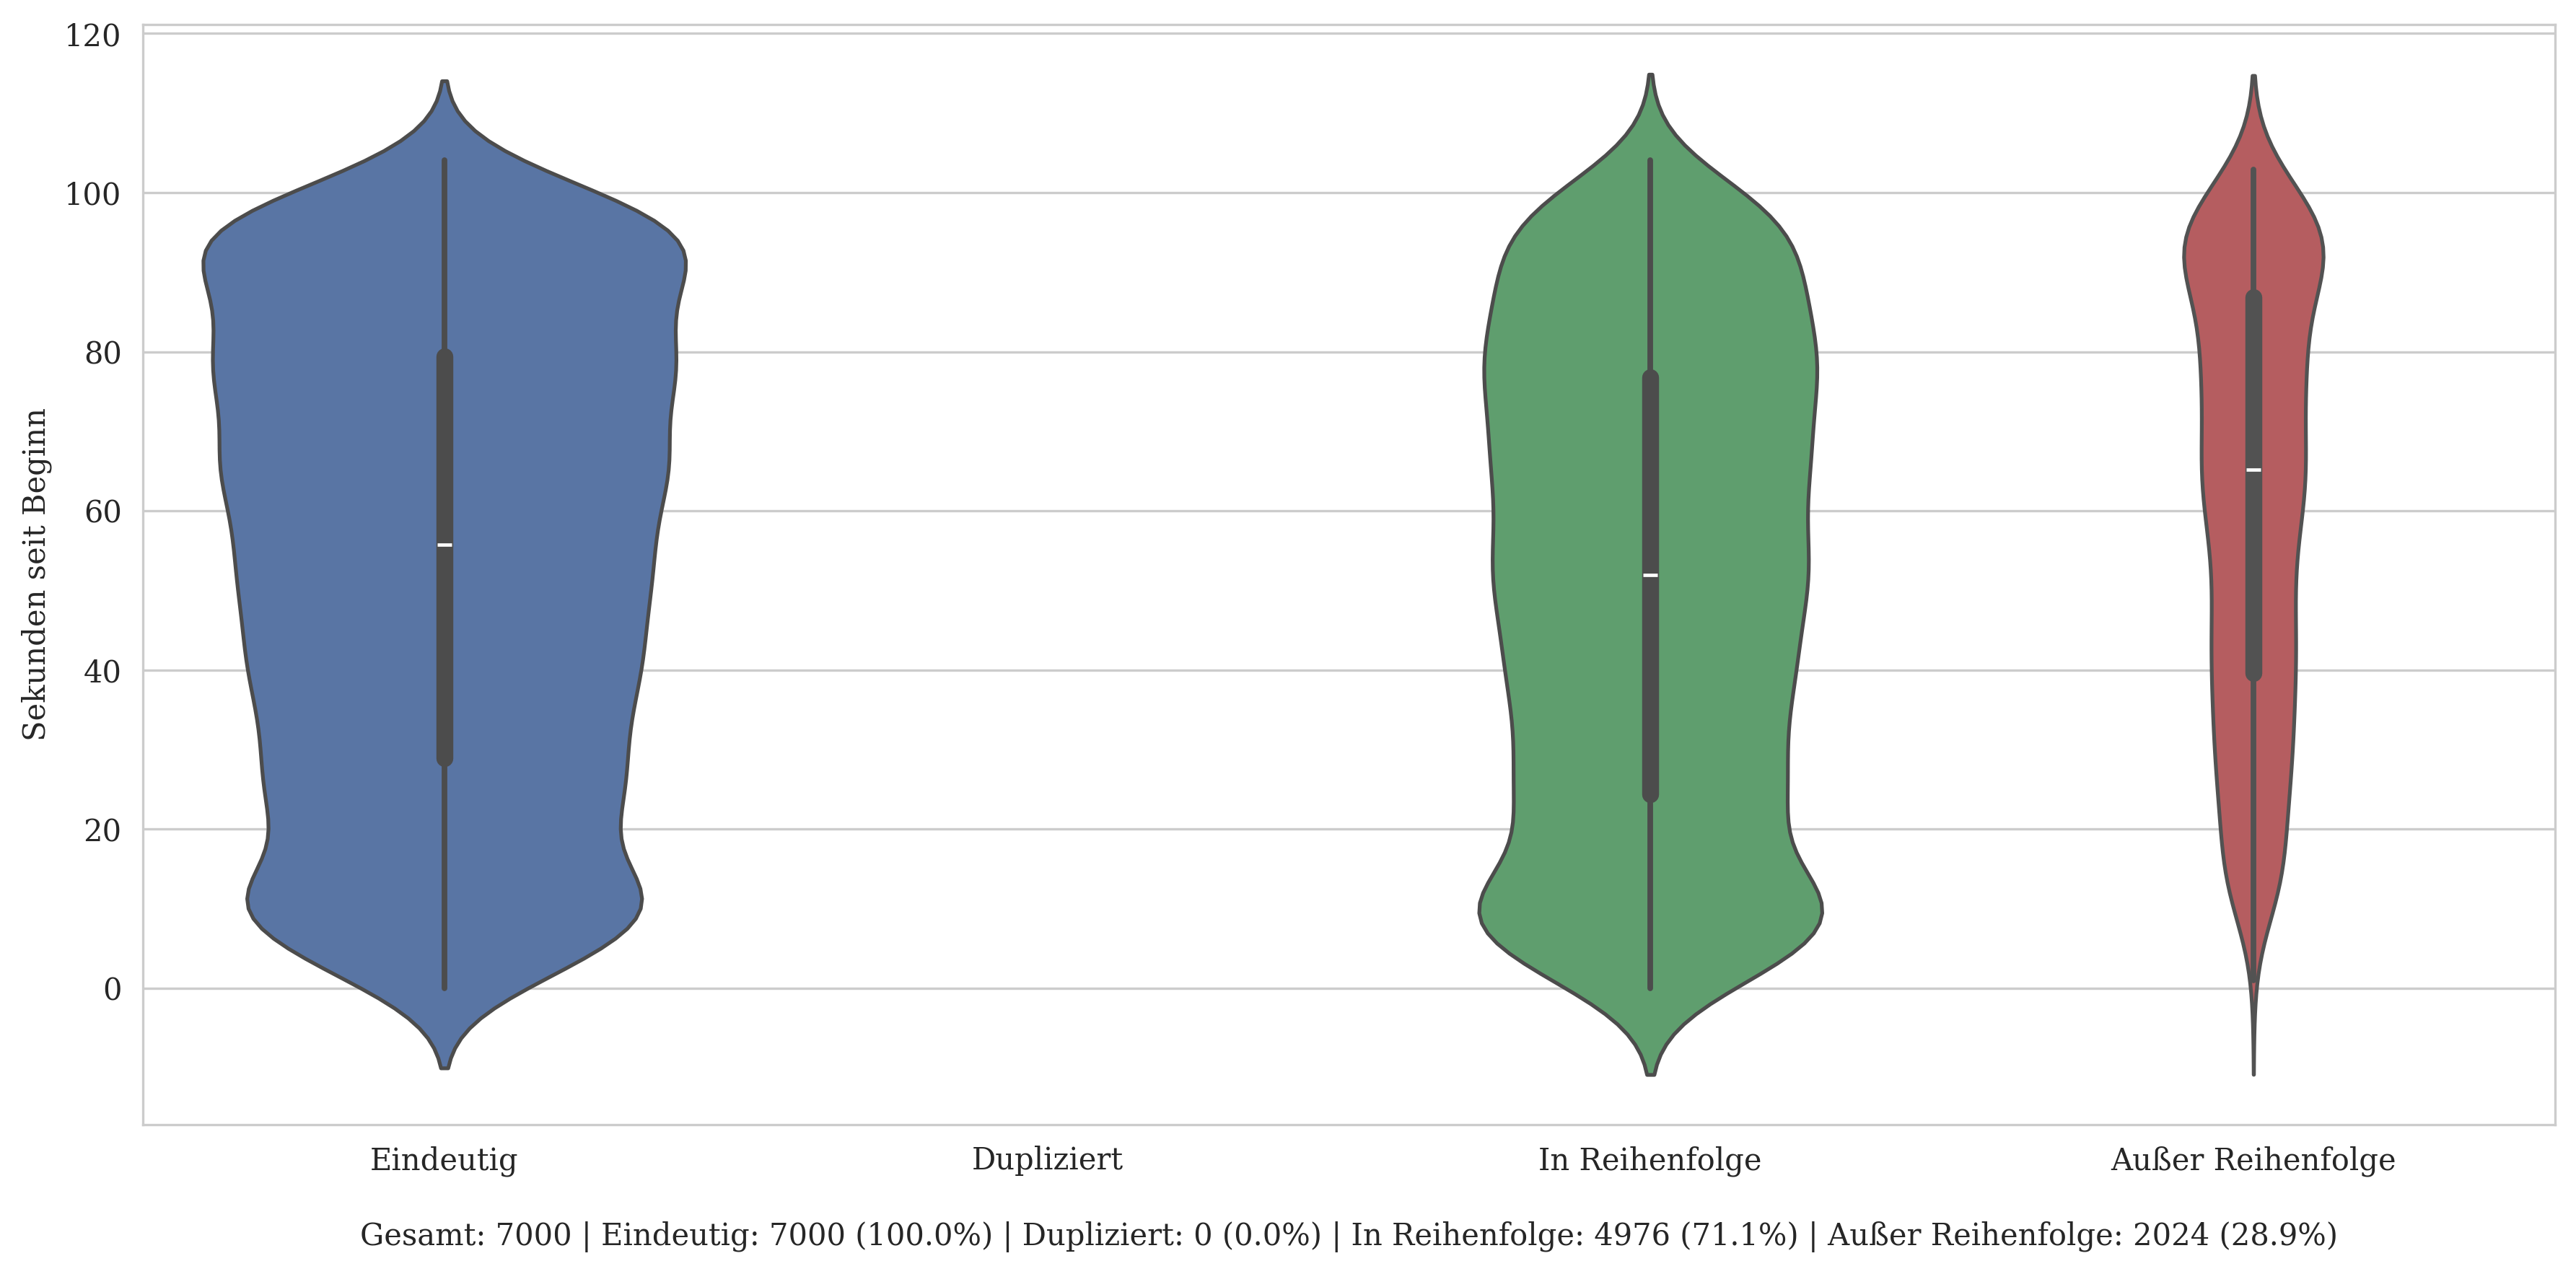 120
100
80
60
40
20
0
Sekunden seit Beginn
Eindeutig
Dupliziert
In Reihenfolge
Außer Reihenfolge
Gesamt: 7000 | Eindeutig: 7000 (100.0%) | Dupliziert: 0 (0.0%) | In Reihenfolge: 4976 (71.1%) | Außer Reihenfolge: 2024 (28.9%)